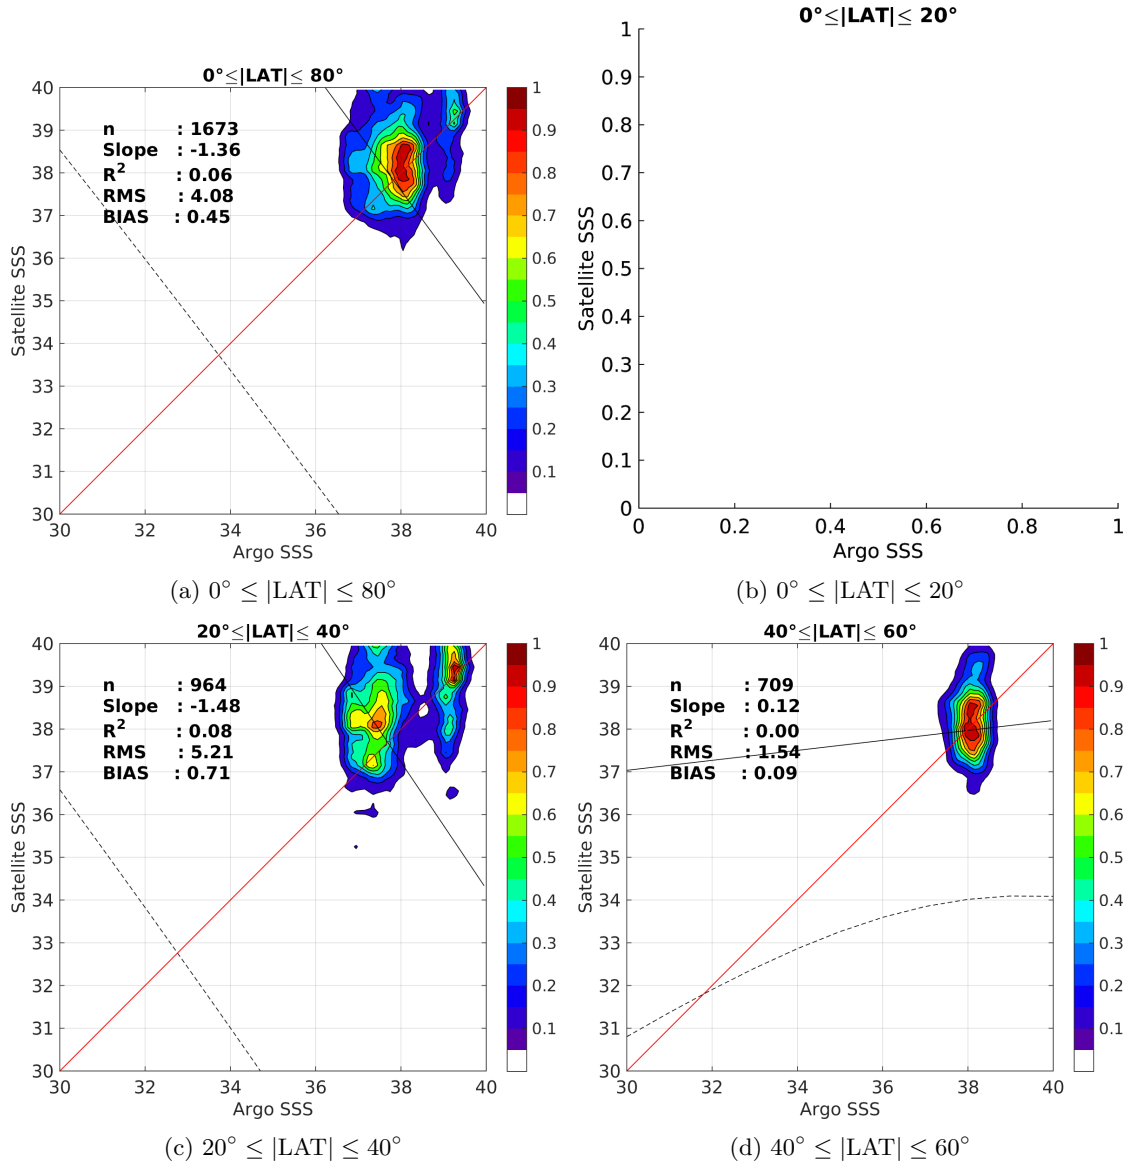 0°≤|LAT|≤ 80°
Satellite SSS
40
39
38
37
36
35
34
33
32
31
30
n : 1673
Slope : -1.36
R2 : 0.06
RMS : 4.08
BIAS : 0.45
30 32 34 36 38 40
Argo SSS
1
0.9
0.8
0.7
0.6
0.5
0.4
0.3
0.2
0.1
(a) 0° ≤ |LAT| ≤ 80°
0°≤|LAT|≤ 20°
Satellite SSS
1
0.9
0.8
0.7
0.6
0.5
0.4
0.3
0.2
0.1
0
0 0.2 0.4 0.6 0.8 1
Argo SSS
(b) 0° ≤ |LAT| ≤ 20°
20°≤|LAT|≤ 40°
Satellite SSS
40
39
38
37
36
35
34
33
32
31
30
n : 964
Slope : -1.48
R2 : 0.08
RMS : 5.21
BIAS : 0.71
30 32 34 36 38 40
Argo SSS
1
0.9
0.8
0.7
0.6
0.5
0.4
0.3
0.2
0.1
(c) 20° ≤ |LAT| ≤ 40°
40°≤|LAT|≤ 60°
Satellite SSS
40
39
38
37
36
35
34
33
32
31
30
n : 709
Slope : 0.12
R2 : 0.00
RMS : 1.54
BIAS : 0.09
30 32 34 36 38 40
Argo SSS
1
0.9
0.8
0.7
0.6
0.5
0.4
0.3
0.2
0.1
(d) 40° ≤ |LAT| ≤ 60°